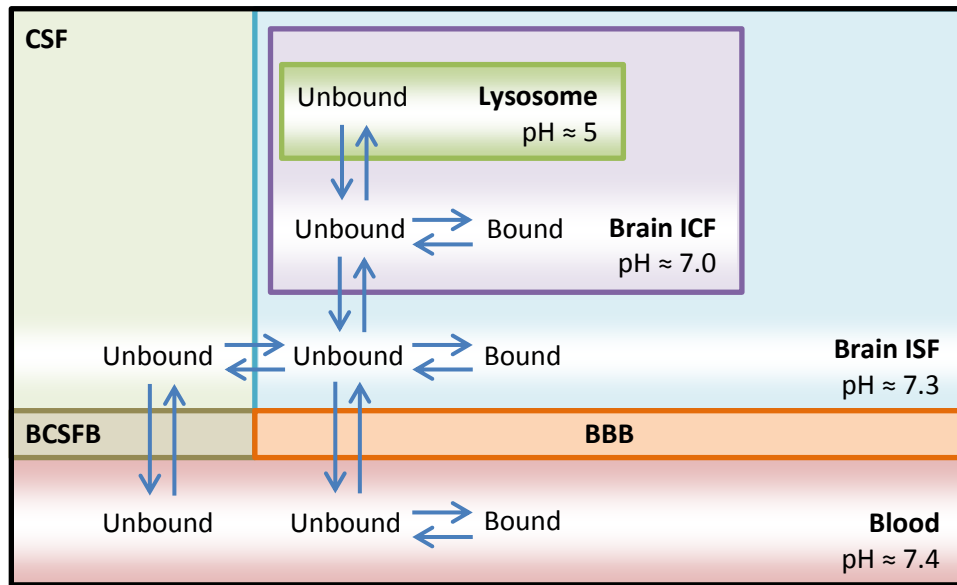 CSF
Unbound
Lysosome
pH ≈ 5
Unbound
Bound
Brain ICF
pH ≈ 7.0
Unbound
Unbound
Bound
Brain ISF
pH ≈ 7.3
BCSFB
BBB
Unbound
Unbound
Bound
Blood
pH ≈ 7.4